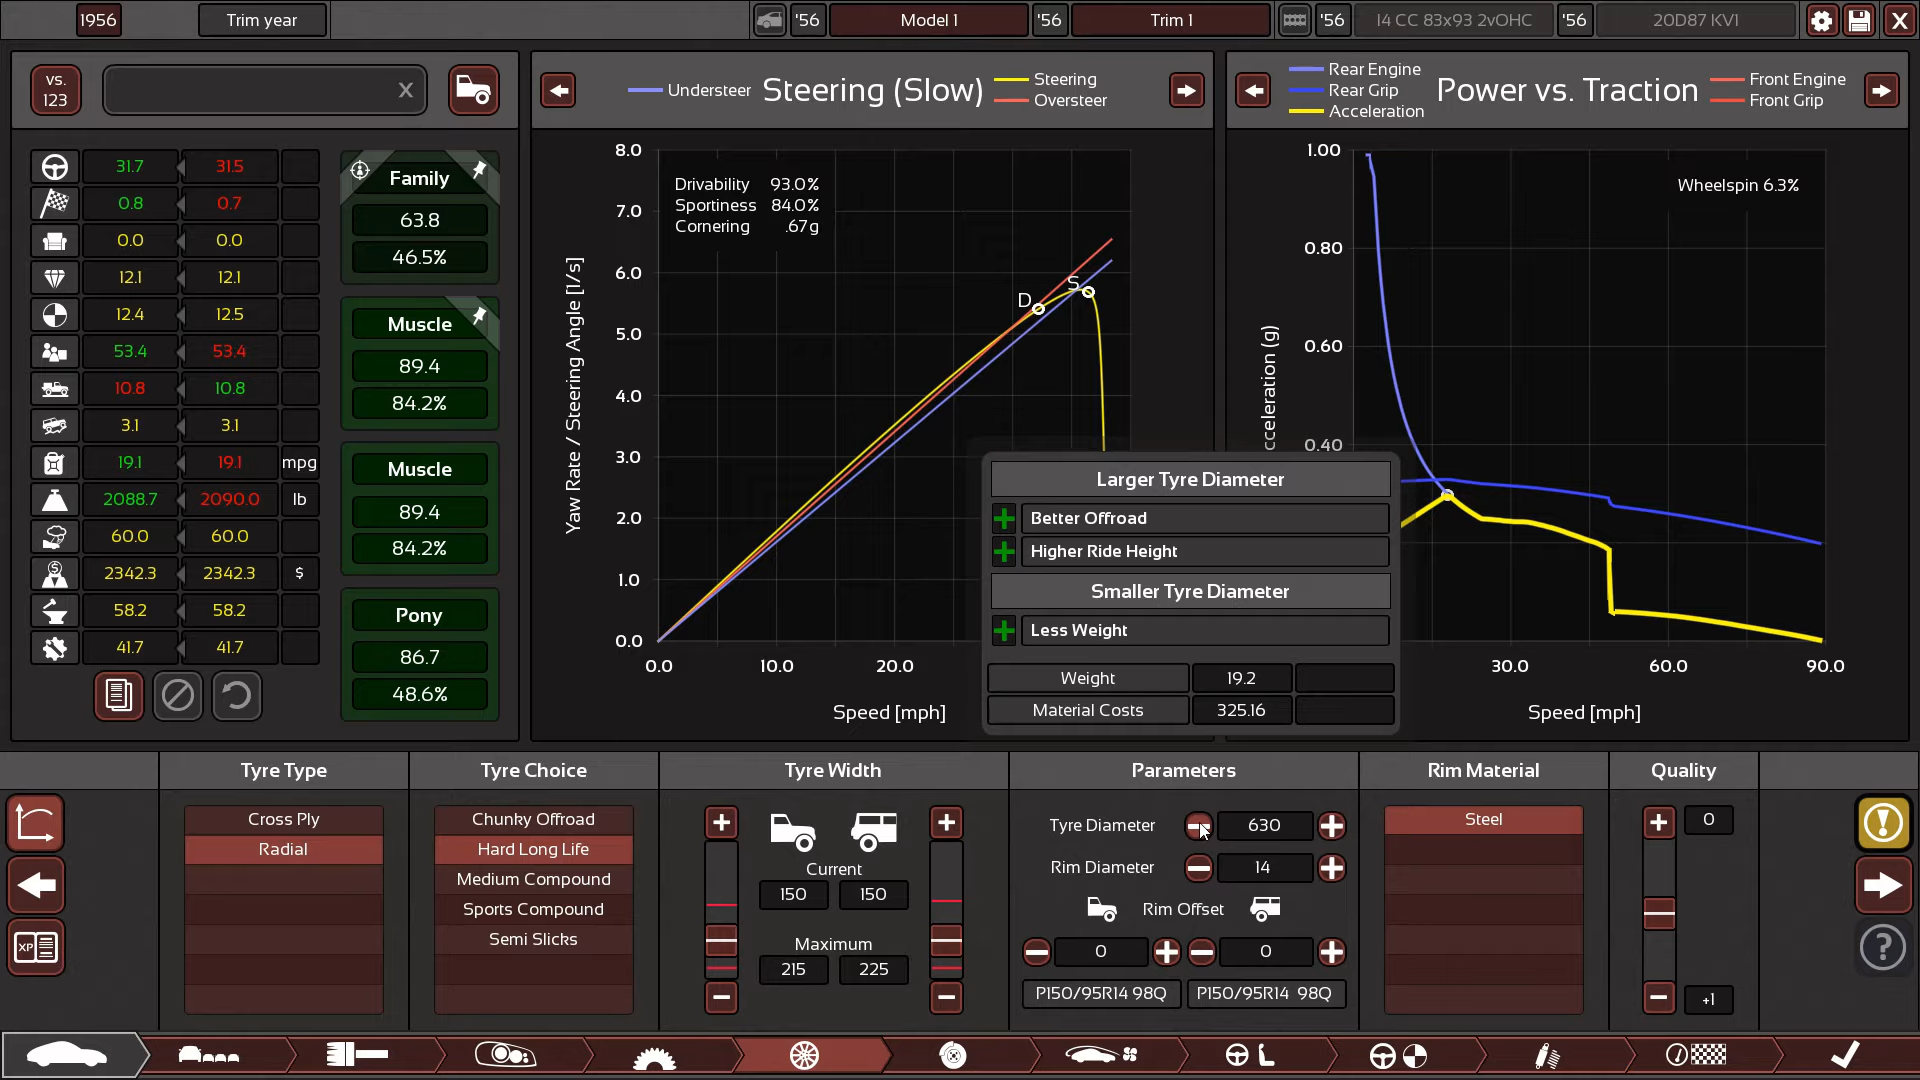 1956
Trim year
'56
Model 1
'56
Trim 1
'56
I4 CC 83x93 2vOHC
'56
20D87 KV1
X
vs.
123
X
31.7 31.5
0.8 0.7
0.0 0.0
12.1 12.1
12.4 12.5
53.4 53.4
10.8 10.8
3.1 3.1
19.1 19.1 mpg
2088.7 2090.0 lb
60.0 60.0
2342.3 2342.3 $
58.2 58.2
41.7 41.7
Family
63.8
46.5%
Muscle
89.4
84.2%
Muscle
89.4
84.2%
Pony
86.7
48.6%
Understeer
Steering (Slow)
Steering
Oversteer
Drivability 93.0%
Sportiness 84.0%
Cornering .67g
Yaw Rate / Steering Angle [1/s]
8.0
7.0
6.0
5.0
4.0
3.0
2.0
1.0
0.0
D
S
0.0 10.0 20.0
Speed [mph]
Rear Engine
Rear Grip
Acceleration
Power vs. Traction
Front Engine
Front Grip
Wheelspin 6.3%
1.00
0.80
0.60
0.40
cceleration (g)
30.0 60.0 90.0
Speed [mph]
Larger Tyre Diameter
Better Offroad
Higher Ride Height
Smaller Tyre Diameter
Less Weight
Weight 19.2
Material Costs 325.16
Tyre Type
Cross Ply
Radial
Tyre Choice
Chunky Offroad
Hard Long Life
Medium Compound
Sports Compound
Semi Slicks
Tyre Width
Current
150 150
Maximum
215 225
Parameters
Tyre Diameter 630
Rim Diameter 14
Rim Offset
0 0
P150/95R14 98Q P150/95R14 98Q
Rim Material
Steel
Quality
0
+1
XP
?